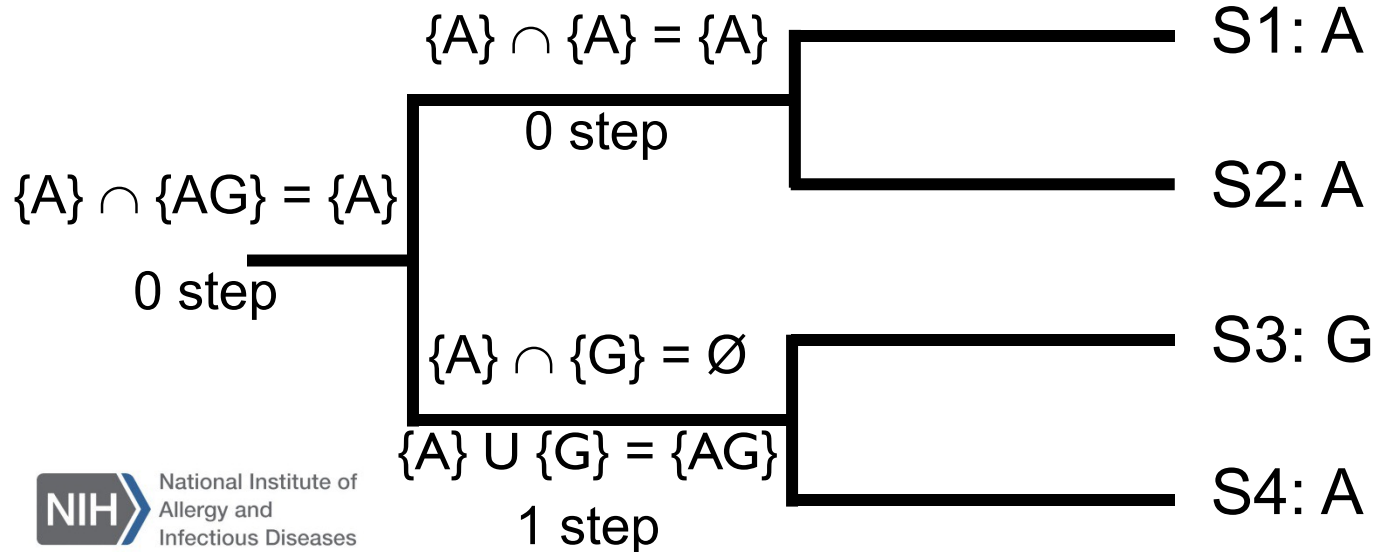 {A} ∩ {A} = {A}
0 step
S1: A
S2: A
{A} ∩ {AG} = {A}
0 step
{A} ∩ {G} = Ø
{A} U {G} = {AG}
1 step
S3: G
S4: A
NIH
National Institute of
Allergy and
Infectious Diseases